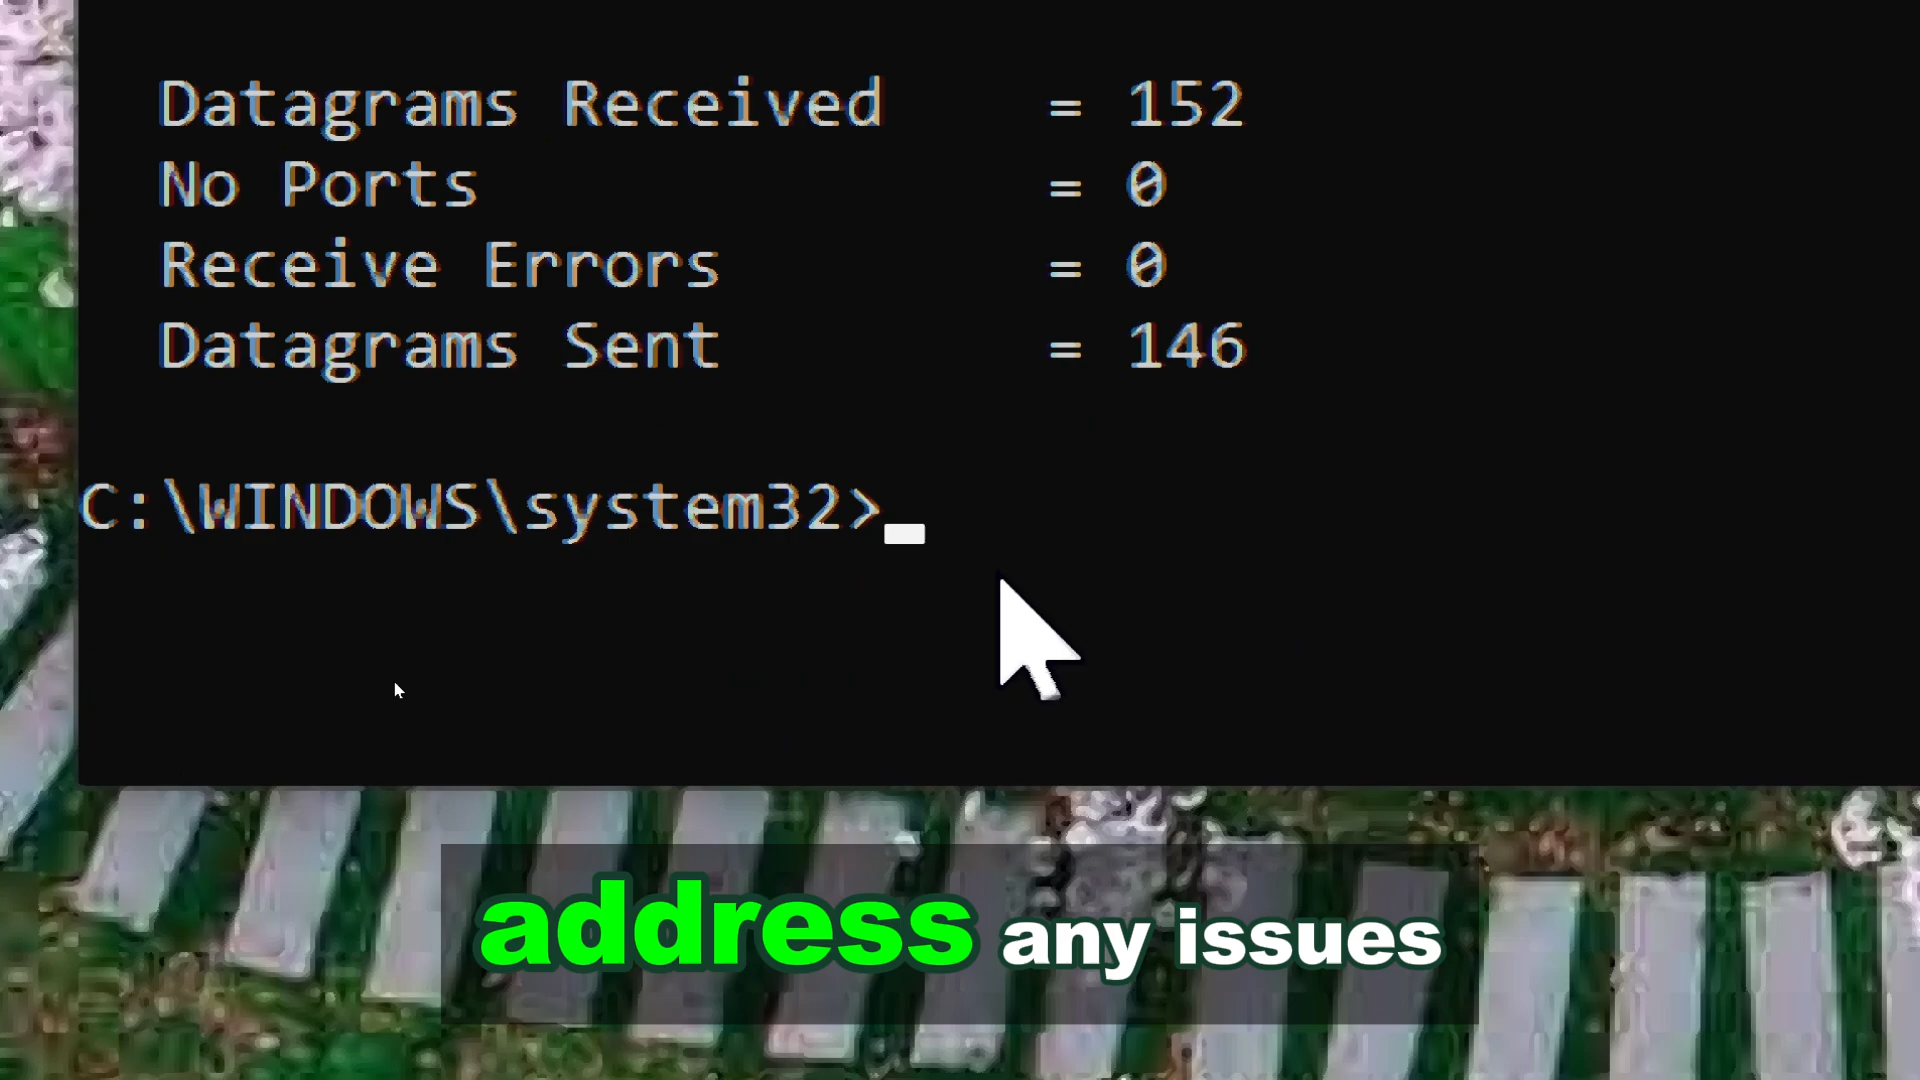 Datagrams Received = 152
No Ports = 0
Receive Errors = 0
Datagrams Sent = 146
C:\WINDOWS\system32>
address any issues